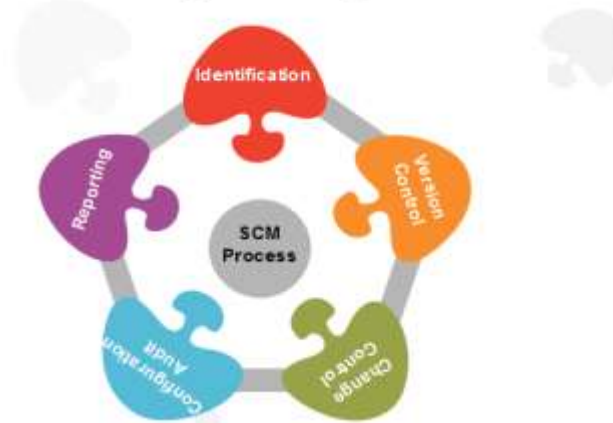 Identification
Version
Control
Change
Control
Configuration
Audit
Reporting
SCM
Process